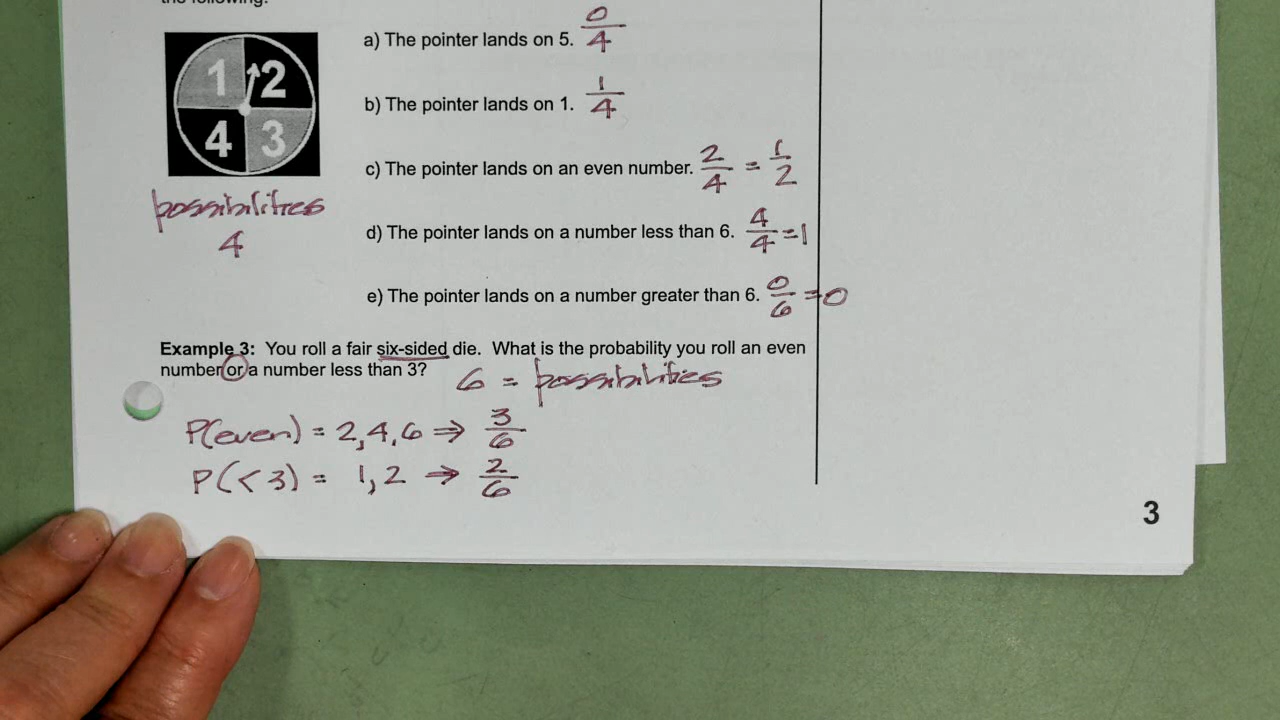 the following:
a) The pointer lands on 5. 0/4
1 2
b) The pointer lands on 1. 1/4
4 3
c) The pointer lands on an even number. 2/4 = 1/2
possibilities
4
d) The pointer lands on a number less than 6. 4/4 = 1
e) The pointer lands on a number greater than 6. 0/6 = 0
Example 3: You roll a fair six-sided die. What is the probability you roll an even
number or a number less than 3?
6 = possibilities
P(even) = 2,4,6 ⇒ 3/6
P(<3) = 1,2 ⇒ 2/6
3